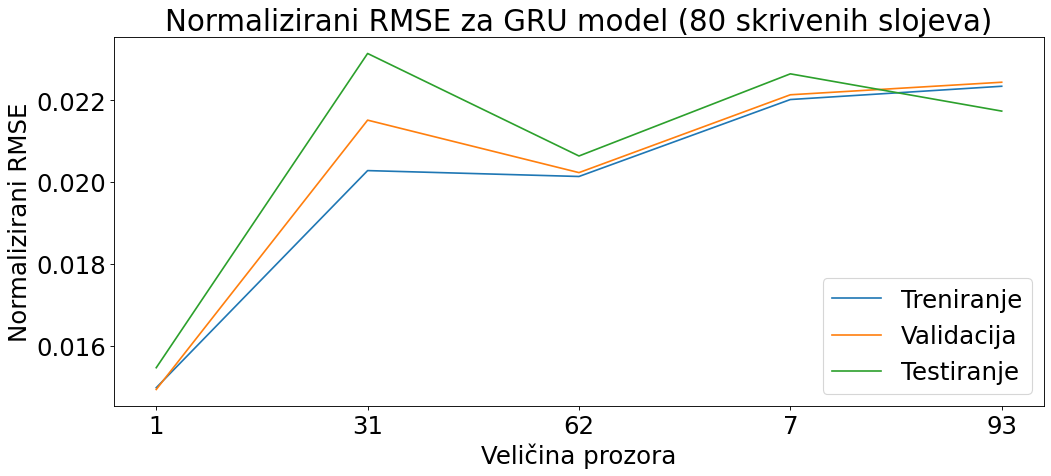 Normalizirani RMSE za GRU model (80 skrivenih slojeva)
Normalizirani RMSE
0.022
0.020
0.018
0.016
Treniranje
Validacija
Testiranje
1 31 62 7 93
Veličina prozora